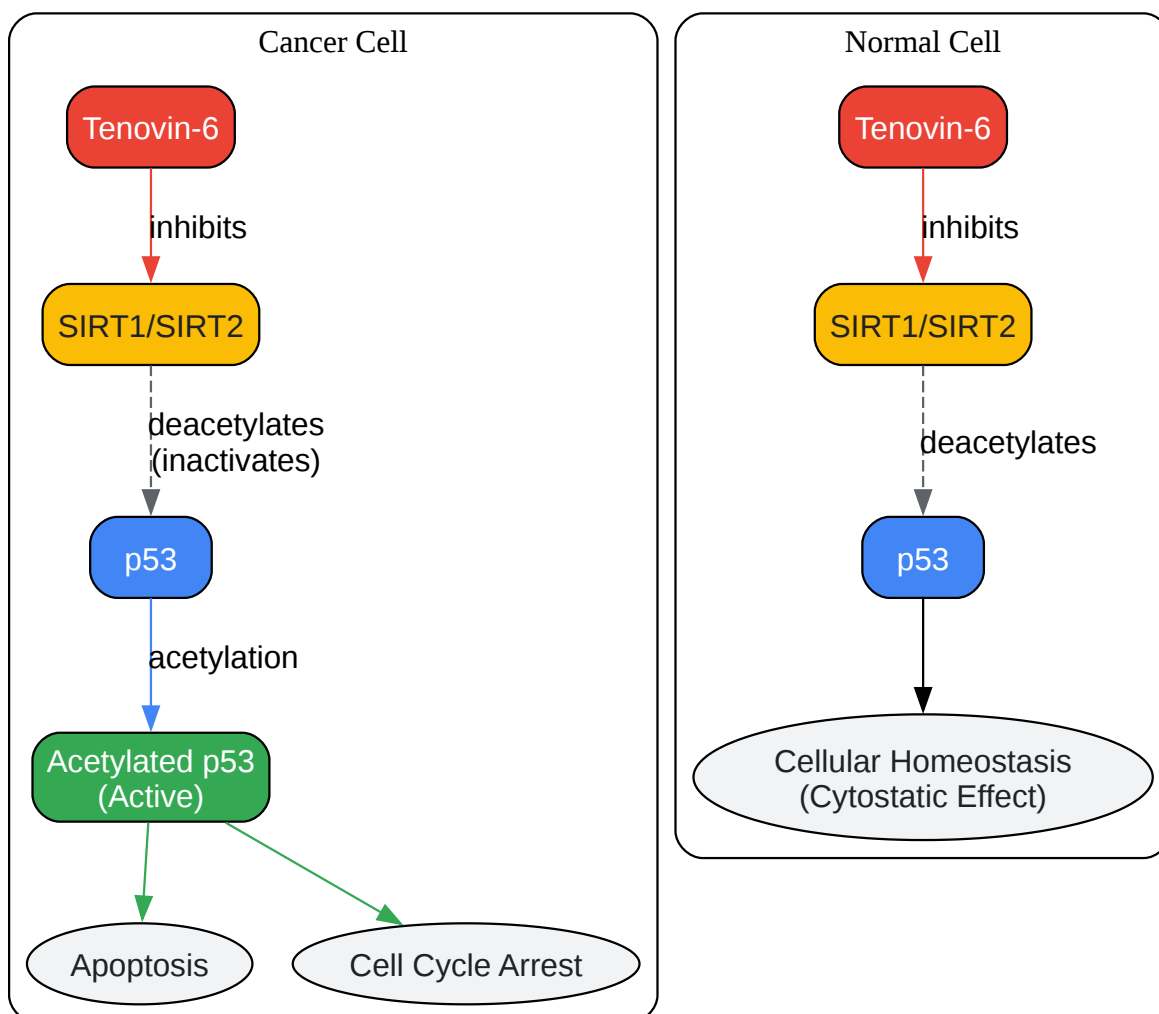 Cancer Cell
Tenovin-6
inhibits
SIRT1/SIRT2
deacetylates
(inactivates)
p53
acetylation
Acetylated p53
(Active)
Apoptosis
Cell Cycle Arrest
Normal Cell
Tenovin-6
inhibits
SIRT1/SIRT2
deacetylates
p53
Cellular Homeostasis
(Cytostatic Effect)